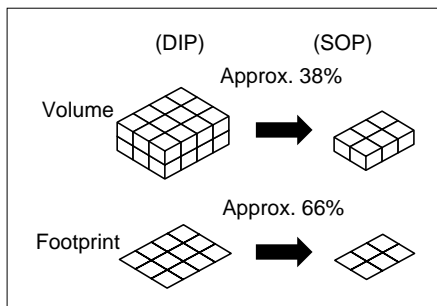 (DIP) (SOP)
Approx. 38%
Volume
Approx. 66%
Footprint